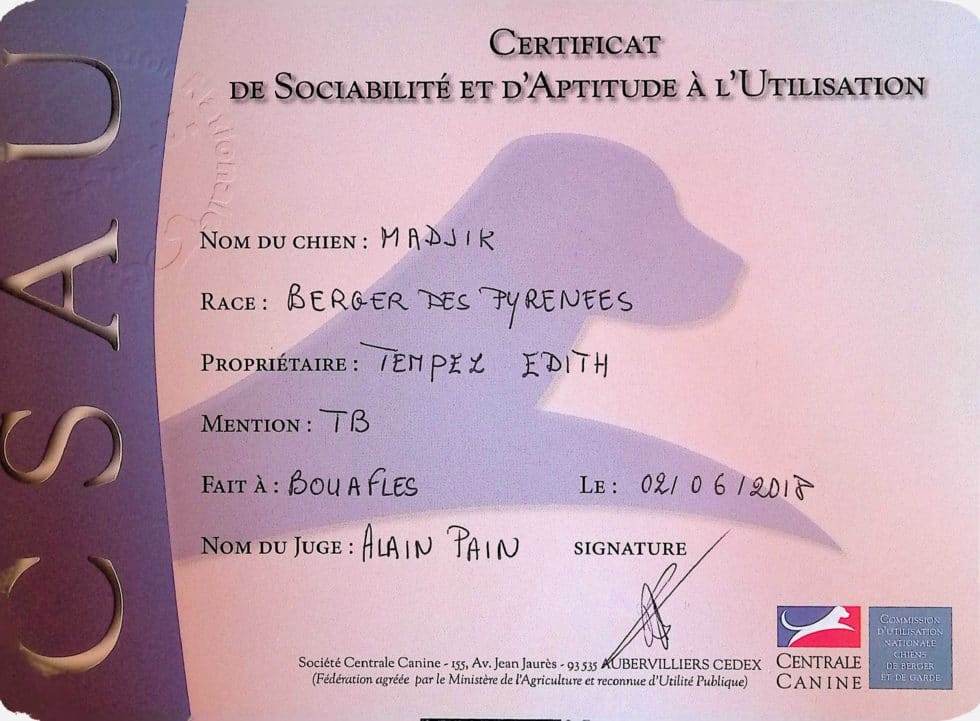 CSAU
CERTIFICAT
DE SOCIABILITÉ ET D'APTITUDE À L'UTILISATION
NOM DU CHIEN : MADJIK
RACE : BERGER DES PYRENEES
PROPRIÉTAIRE : TEMPEL EDITH
MENTION : TB
FAIT À : BOUAFLES LE : 02/06/2018
NOM DU JUGE : ALAIN PAIN SIGNATURE
Société Centrale Canine - 155, Av. Jean Jaurès - 93 535 AUBERVILLIERS CEDEX
(Fédération agréée par le Ministère de l'Agriculture et reconnue d'Utilité Publique)
CENTRALE
CANINE
COMMISSION
D'UTILISATION
NATIONALE
CHIENS
DE BERGER
ET DE GARDE